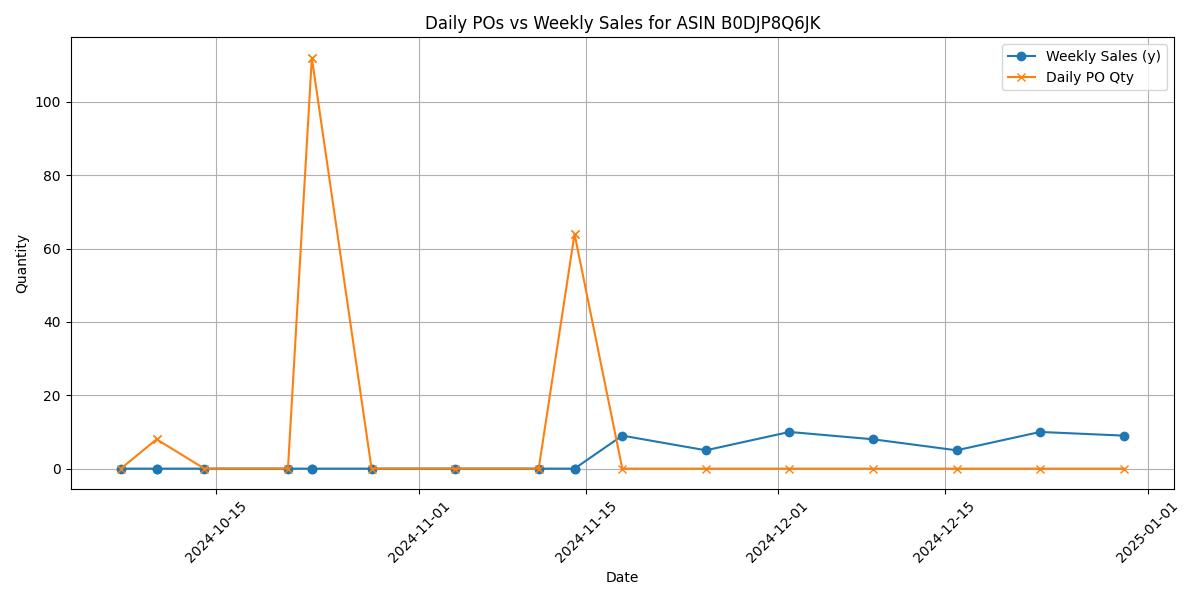 Daily POs vs Weekly Sales for ASIN B0DJP8Q6JK
Weekly Sales (y)
Daily PO Qty
Quantity
100
80
60
40
20
0
2024-10-15
2024-11-01
2024-11-15
2024-12-01
2024-12-15
2025-01-01
Date